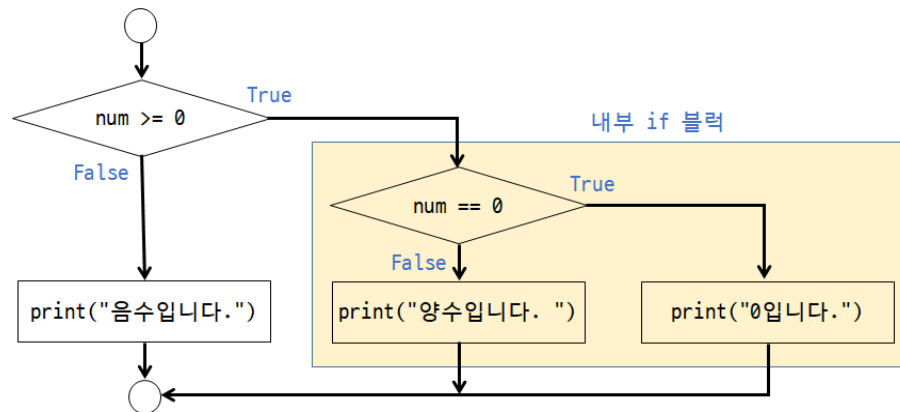 True
num >= 0
내부 if 블럭
False
True
num == 0
False
print("음수입니다.")
print("양수입니다. ")
print("0입니다.")